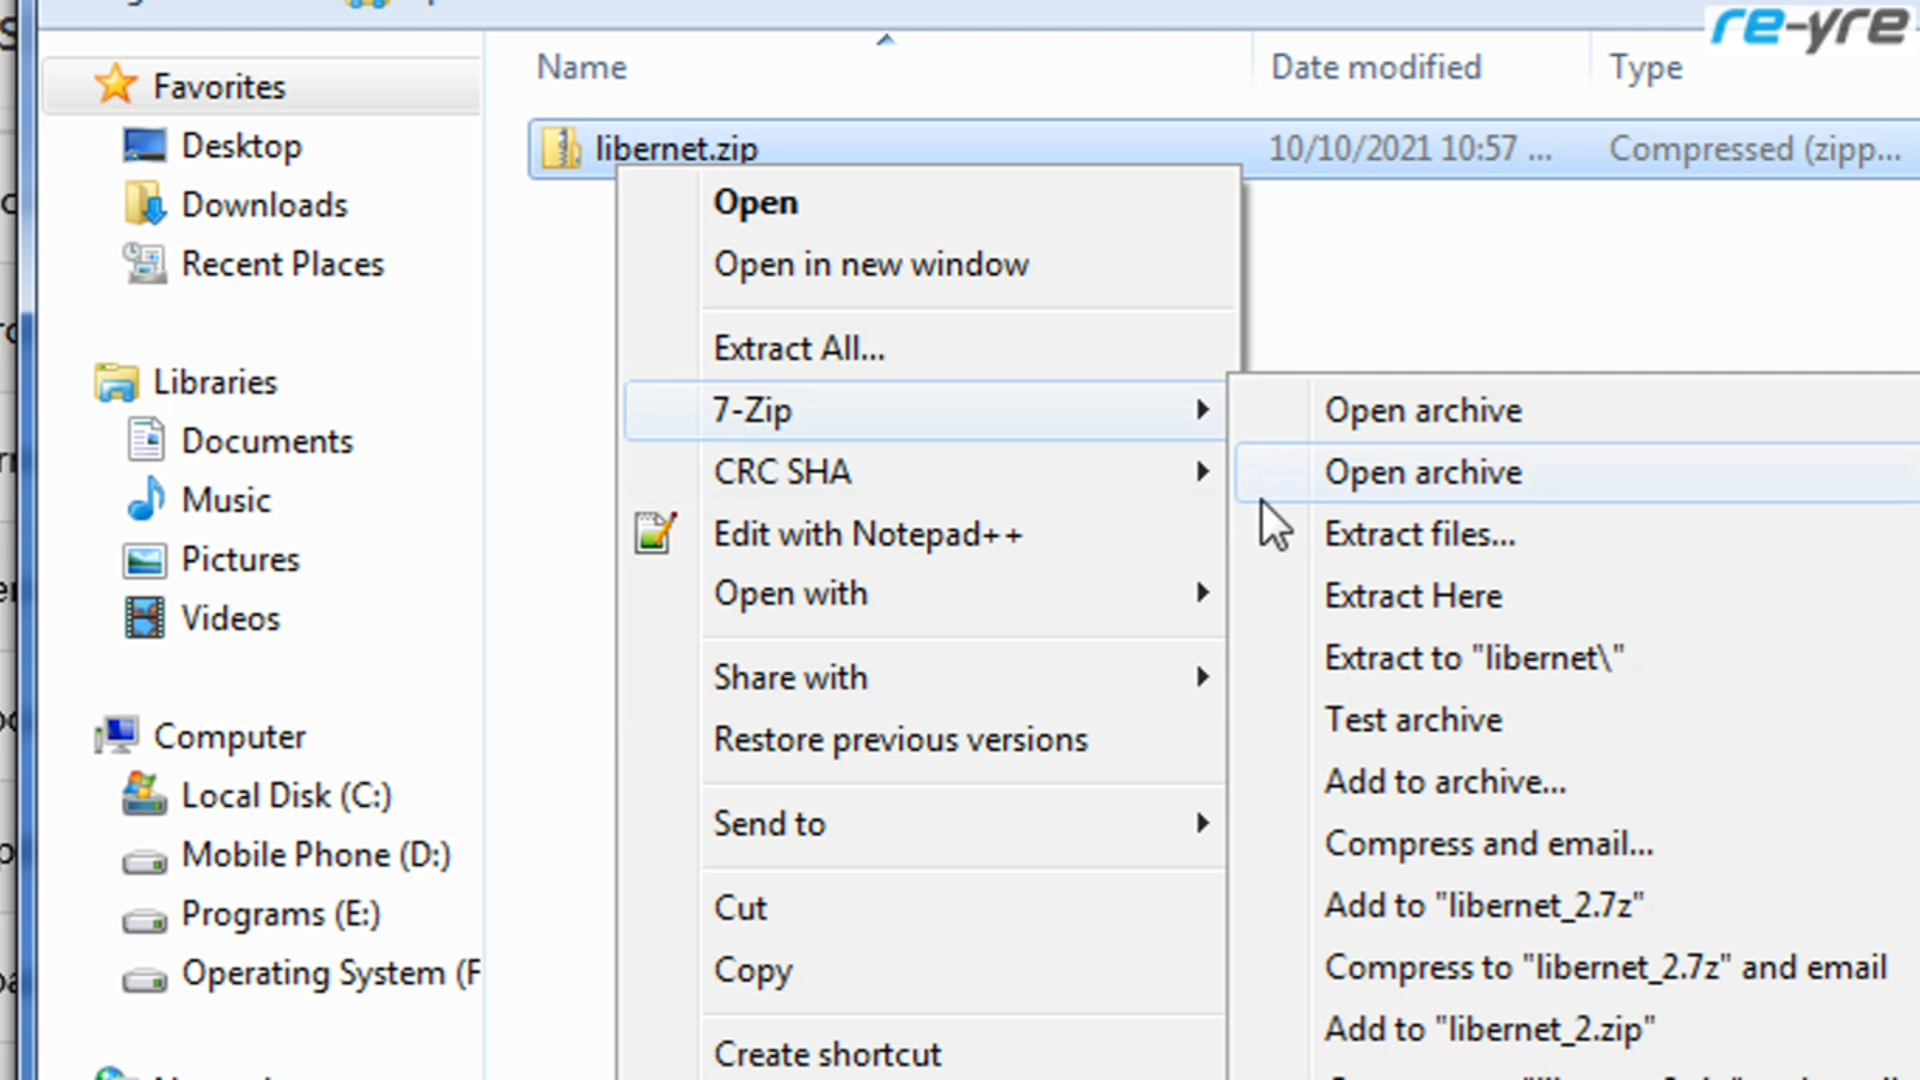 re-yre
Name
Date modified
Type
Favorites
Desktop
Downloads
Recent Places
Libraries
Documents
Music
Pictures
Videos
Computer
Local Disk (C:)
Mobile Phone (D:)
Programs (E:)
Operating System (F
libernet.zip
10/10/2021 10:57 ...
Compressed (zipp...
Open
Open in new window
Extract All...
7-Zip
CRC SHA
Edit with Notepad++
Open with
Share with
Restore previous versions
Send to
Cut
Copy
Create shortcut
Open archive
Open archive
Extract files...
Extract Here
Extract to "libernet\"
Test archive
Add to archive...
Compress and email...
Add to "libernet_2.7z"
Compress to "libernet_2.7z" and email
Add to "libernet_2.zip"